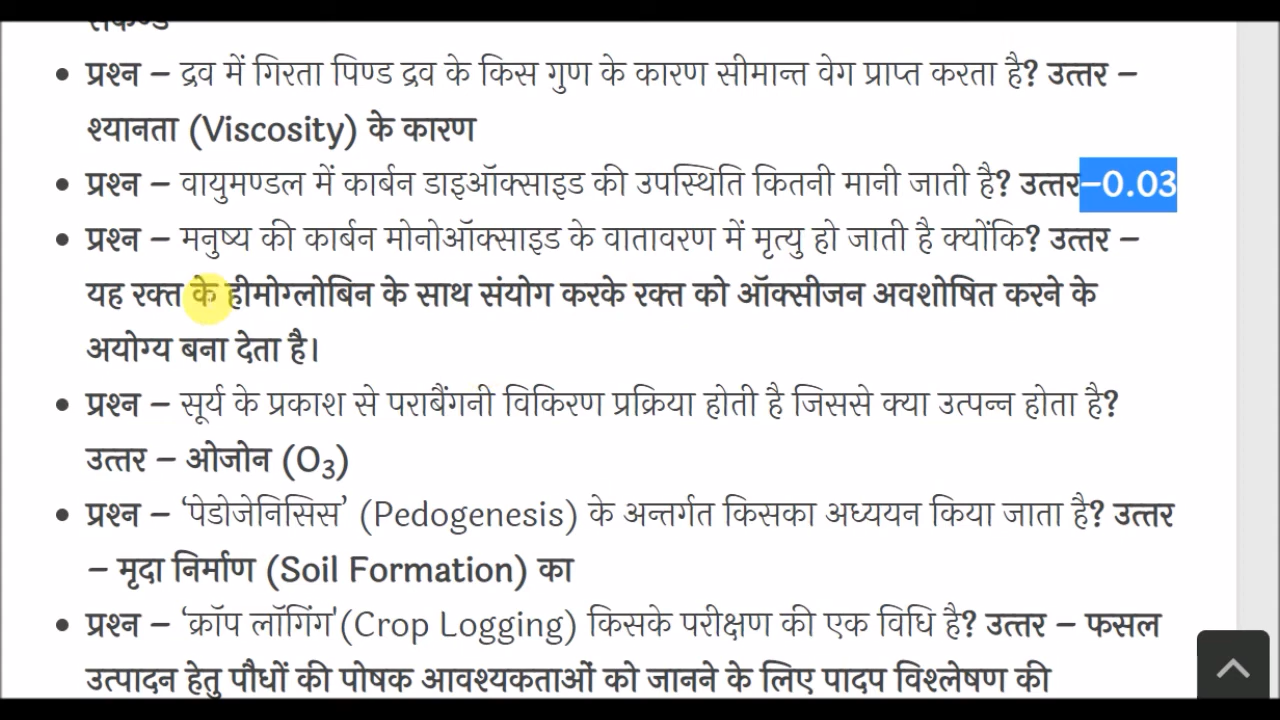 • प्रश्न – द्रव में गिरता पिण्ड द्रव के किस गुण के कारण सीमान्त वेग प्राप्त करता है? उत्तर –
श्यानता (Viscosity) के कारण
• प्रश्न – वायुमण्डल में कार्बन डाइऑक्साइड की उपस्थिति कितनी मानी जाती है? उत्तर–0.03
• प्रश्न – मनुष्य की कार्बन मोनोऑक्साइड के वातावरण में मृत्यु हो जाती है क्योंकि? उत्तर –
यह रक्त के हीमोग्लोबिन के साथ संयोग करके रक्त को ऑक्सीजन अवशोषित करने के
अयोग्य बना देता है।
• प्रश्न – सूर्य के प्रकाश से पराबैंगनी विकिरण प्रक्रिया होती है जिससे क्या उत्पन्न होता है?
उत्तर – ओजोन (O₃)
• प्रश्न – ‘पेडोजेनिसिस’ (Pedogenesis) के अन्तर्गत किसका अध्ययन किया जाता है? उत्तर
– मृदा निर्माण (Soil Formation) का
• प्रश्न – ‘क्रॉप लॉगिंग'(Crop Logging) किसके परीक्षण की एक विधि है? उत्तर – फसल
उत्पादन हेतु पौधों की पोषक आवश्यकताओं को जानने के लिए पादप विश्लेषण की